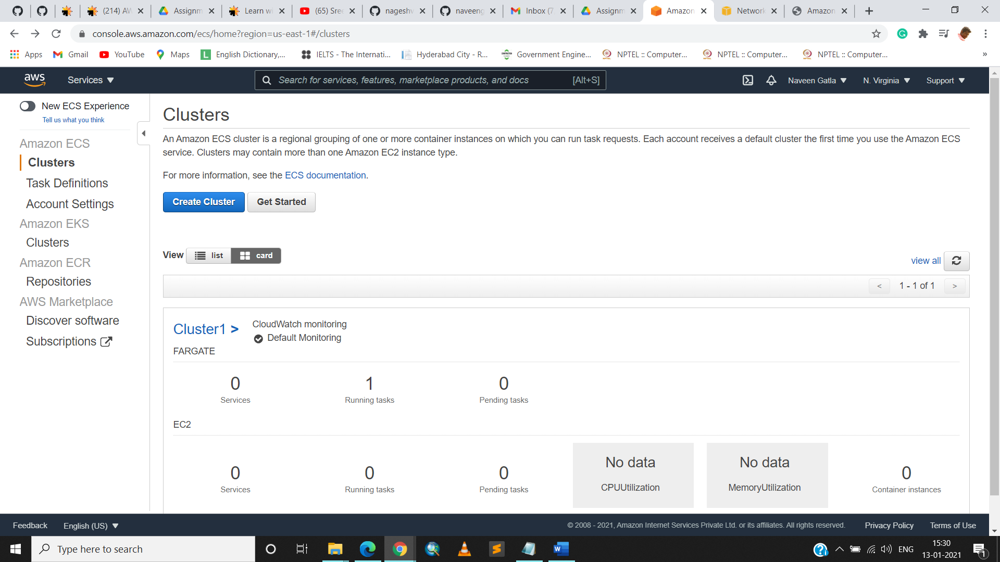 (214) AW
Assignm
Learn wi
(65) Sree
nageshv
naveeng
Inbox (7,
Assignm
Amazon
Network
Amazon
console.aws.amazon.com/ecs/home?region=us-east-1#/clusters
Apps
Gmail
YouTube
Maps
English Dictionary,...
IELTS - The Internati...
Hyderabad City - R...
Government Engine...
NPTEL :: Computer...
NPTEL :: Computer...
NPTEL :: Computer...
»
aws
Services
Search for services, features, marketplace products, and docs
[Alt+S]
Naveen Gatla
N. Virginia
Support
New ECS Experience
Tell us what you think
Amazon ECS
Clusters
Task Definitions
Account Settings
Amazon EKS
Clusters
Amazon ECR
Repositories
AWS Marketplace
Discover software
Subscriptions
Clusters
An Amazon ECS cluster is a regional grouping of one or more container instances on which you can run task requests. Each account receives a default cluster the first time you use the Amazon ECS
service. Clusters may contain more than one Amazon EC2 instance type.
For more information, see the ECS documentation.
Create Cluster
Get Started
View
list
card
view all
< 1 - 1 of 1 >
Cluster1 >
CloudWatch monitoring
Default Monitoring
FARGATE
0
Services
1
Running tasks
0
Pending tasks
EC2
0
Services
0
Running tasks
0
Pending tasks
No data
CPUUtilization
No data
MemoryUtilization
0
Container instances
Feedback
English (US)
© 2008 - 2021, Amazon Internet Services Private Ltd. or its affiliates. All rights reserved.
Privacy Policy
Terms of Use
Type here to search
ENG
15:30
13-01-2021
1